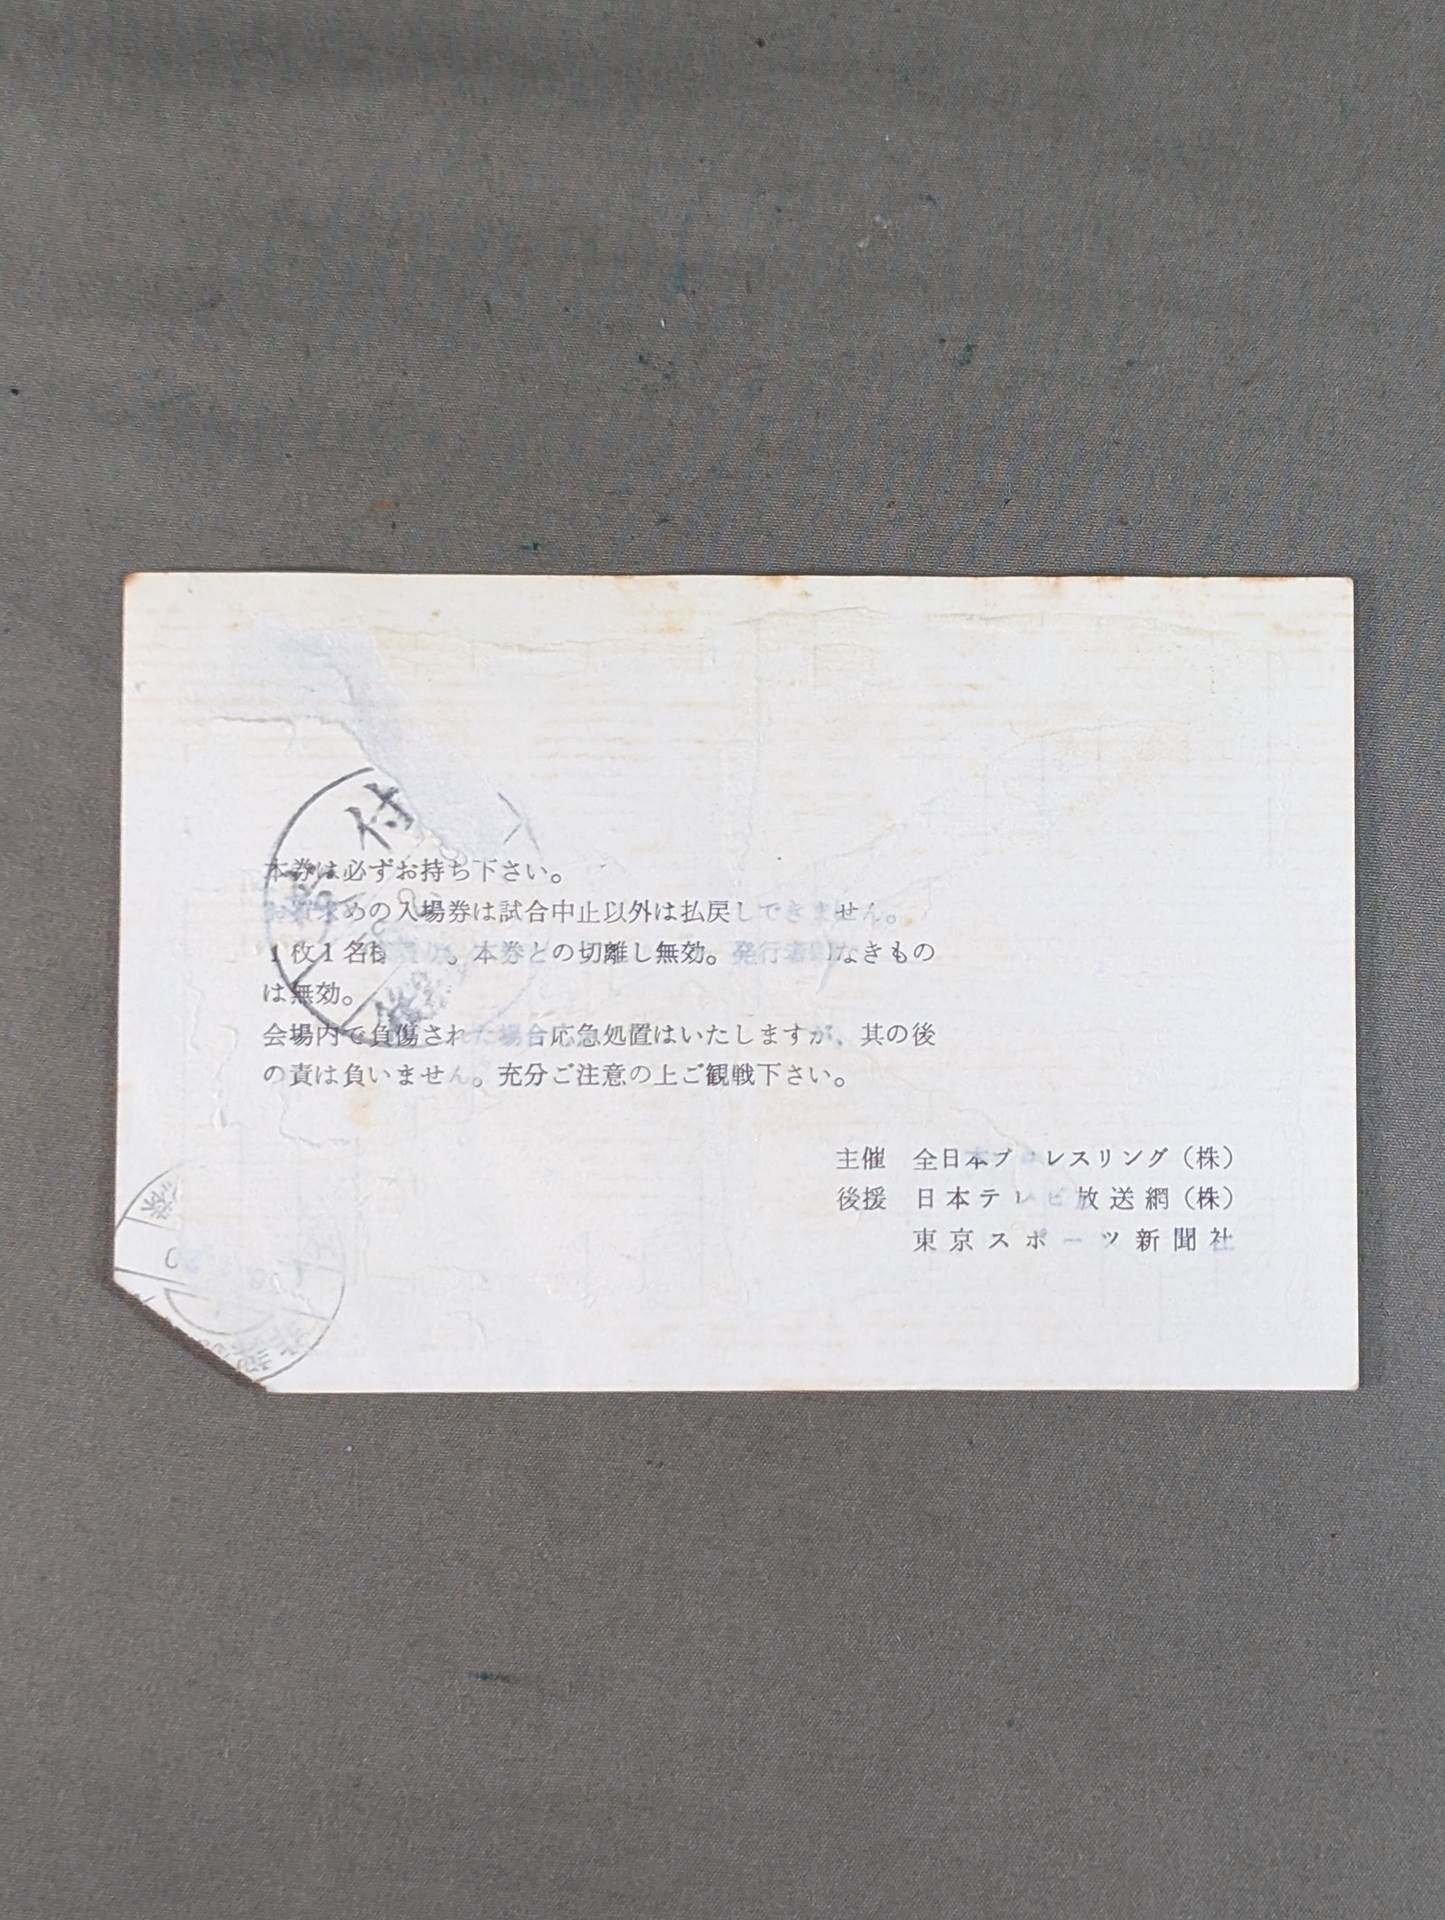 付
本券は必ずお持ち下さい。
お買求めの入場券は試合中止以外は払戻しできません。
1枚1名様限り。本券との切離し無効。発行者印なきもの
は無効。
会場内で負傷された場合応急処置はいたしますが、其の後
の責は負いません。充分ご注意の上ご観戦下さい。
主催 全日本プロレスリング(株)
後援 日本テレビ放送網(株)
東京スポーツ新聞社